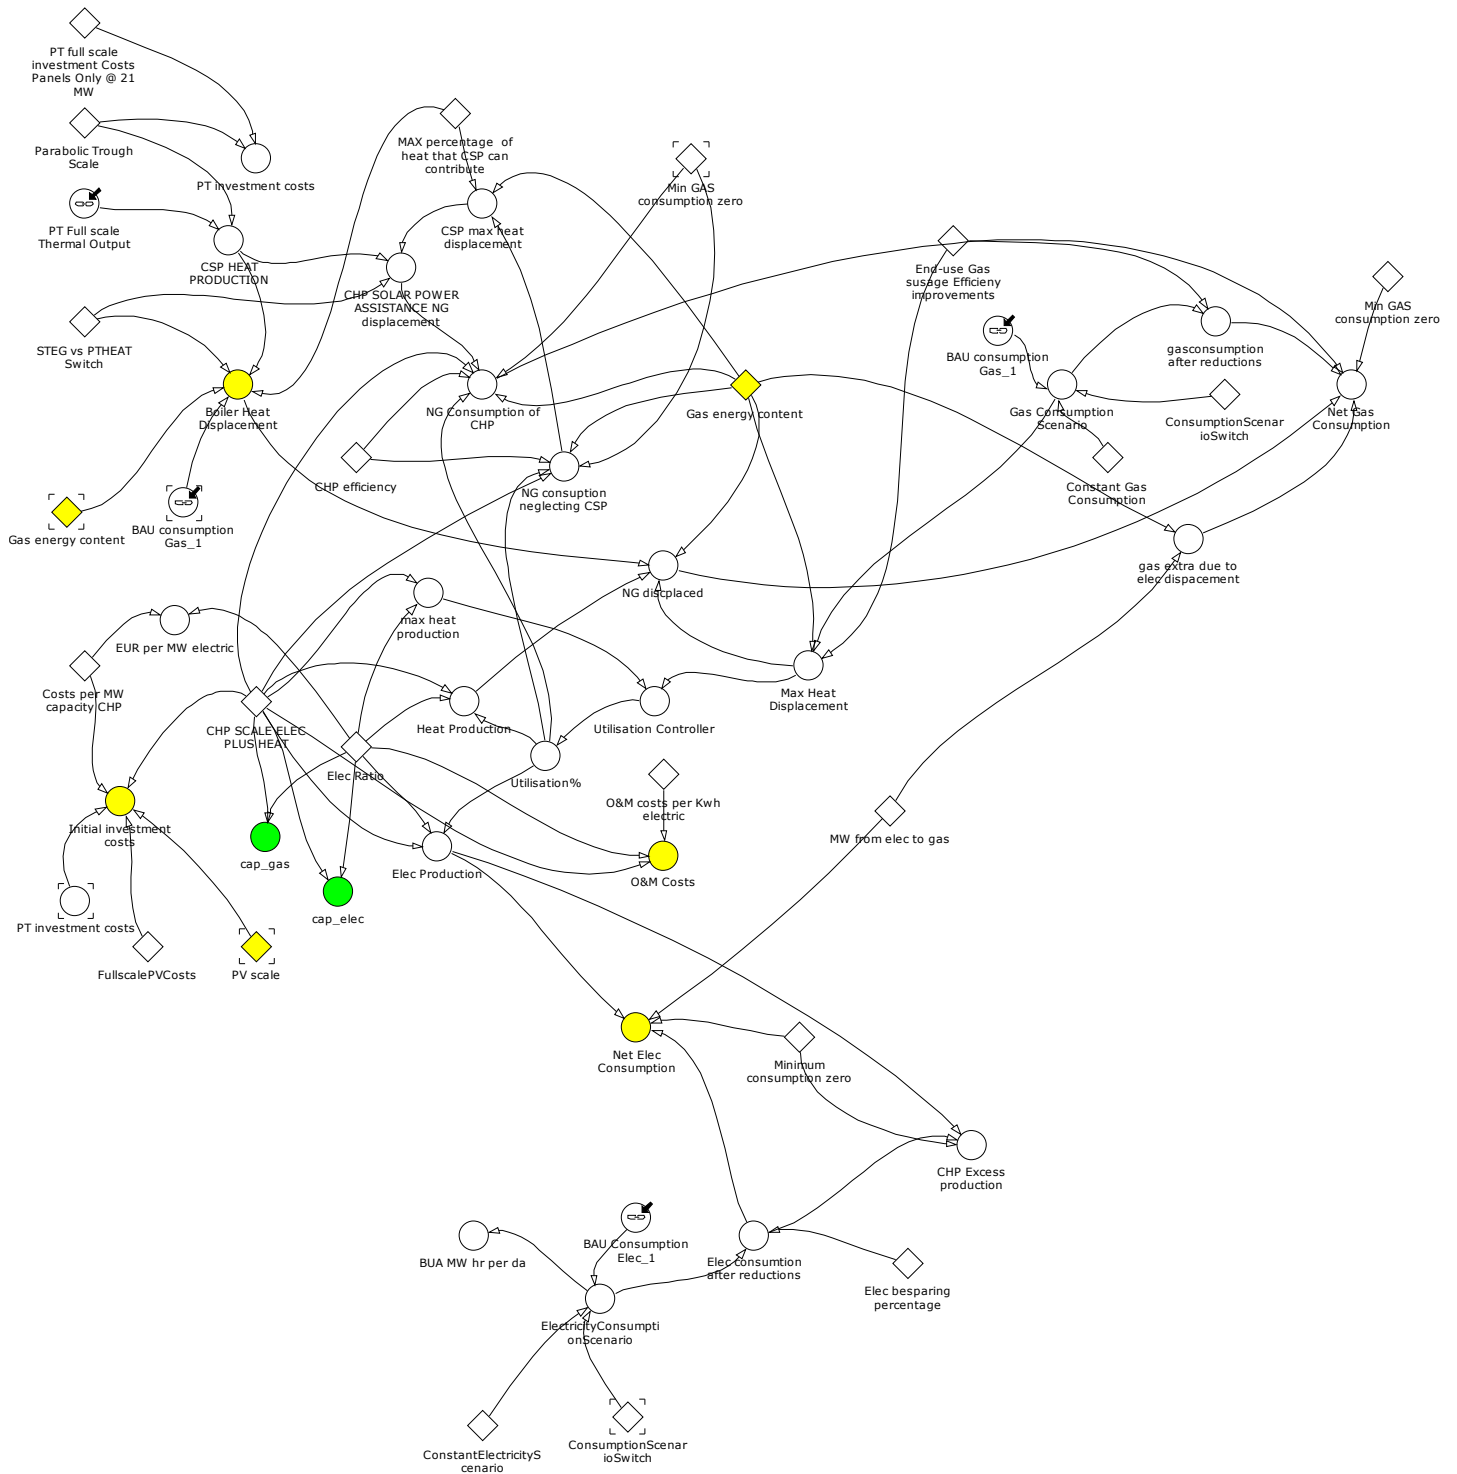 PT full scale
investment Costs
Panels Only @ 21
MW
Parabolic Trough
Scale
PT investment costs
MAX percentage  of
heat that CSP can
contribute
Min GAS
consumption zero
PT Full scale
Thermal Output
CSP HEAT
PRODUCTION
CSP max heat
displacement
CHP SOLAR POWER
ASSISTANCE NG
displacement
End-use Gas
susage Efficieny
improvements
Min GAS
consumption zero
STEG vs PTHEAT
Switch
BAU consumption
Gas_1
gasconsumption
after reductions
Boiler Heat
Displacement
NG Consumption of
CHP
Gas energy content
Gas Consumption
Scenario
ConsumptionScenar
ioSwitch
Net Gas
Consumption
CHP efficiency
NG consuption
neglecting CSP
Constant Gas
Consumption
Gas energy content
BAU consumption
Gas_1
gas extra due to
elec dispacement
NG discplaced
max heat
production
EUR per MW electric
Costs per MW
capacity CHP
CHP SCALE ELEC
PLUS HEAT
Heat Production
Utilisation Controller
Max Heat
Displacement
Elec Ratio
Utilisation%
O&M costs per Kwh
electric
Initial investment
costs
cap_gas
Elec Production
O&M Costs
MW from elec to gas
cap_elec
PT investment costs
FullscalePVCosts
PV scale
Net Elec
Consumption
Minimum
consumption zero
CHP Excess
production
BUA MW hr per da
BAU Consumption
Elec_1
Elec consumtion
after reductions
Elec besparing
percentage
ElectricityConsumpti
onScenario
ConstantElectricityS
cenario
ConsumptionScenar
ioSwitch